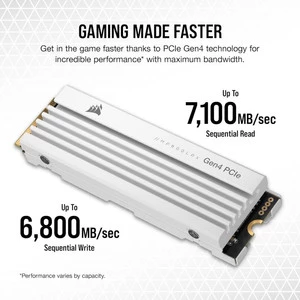 GAMING MADE FASTER
Get in the game faster thanks to PCIe Gen4 technology for
incredible performance* with maximum bandwidth.
Up To
7,100MB/sec
Sequential Read
Gen4 PCIe
Up To
6,800MB/sec
Sequential Write
*Performance varies by capacity.